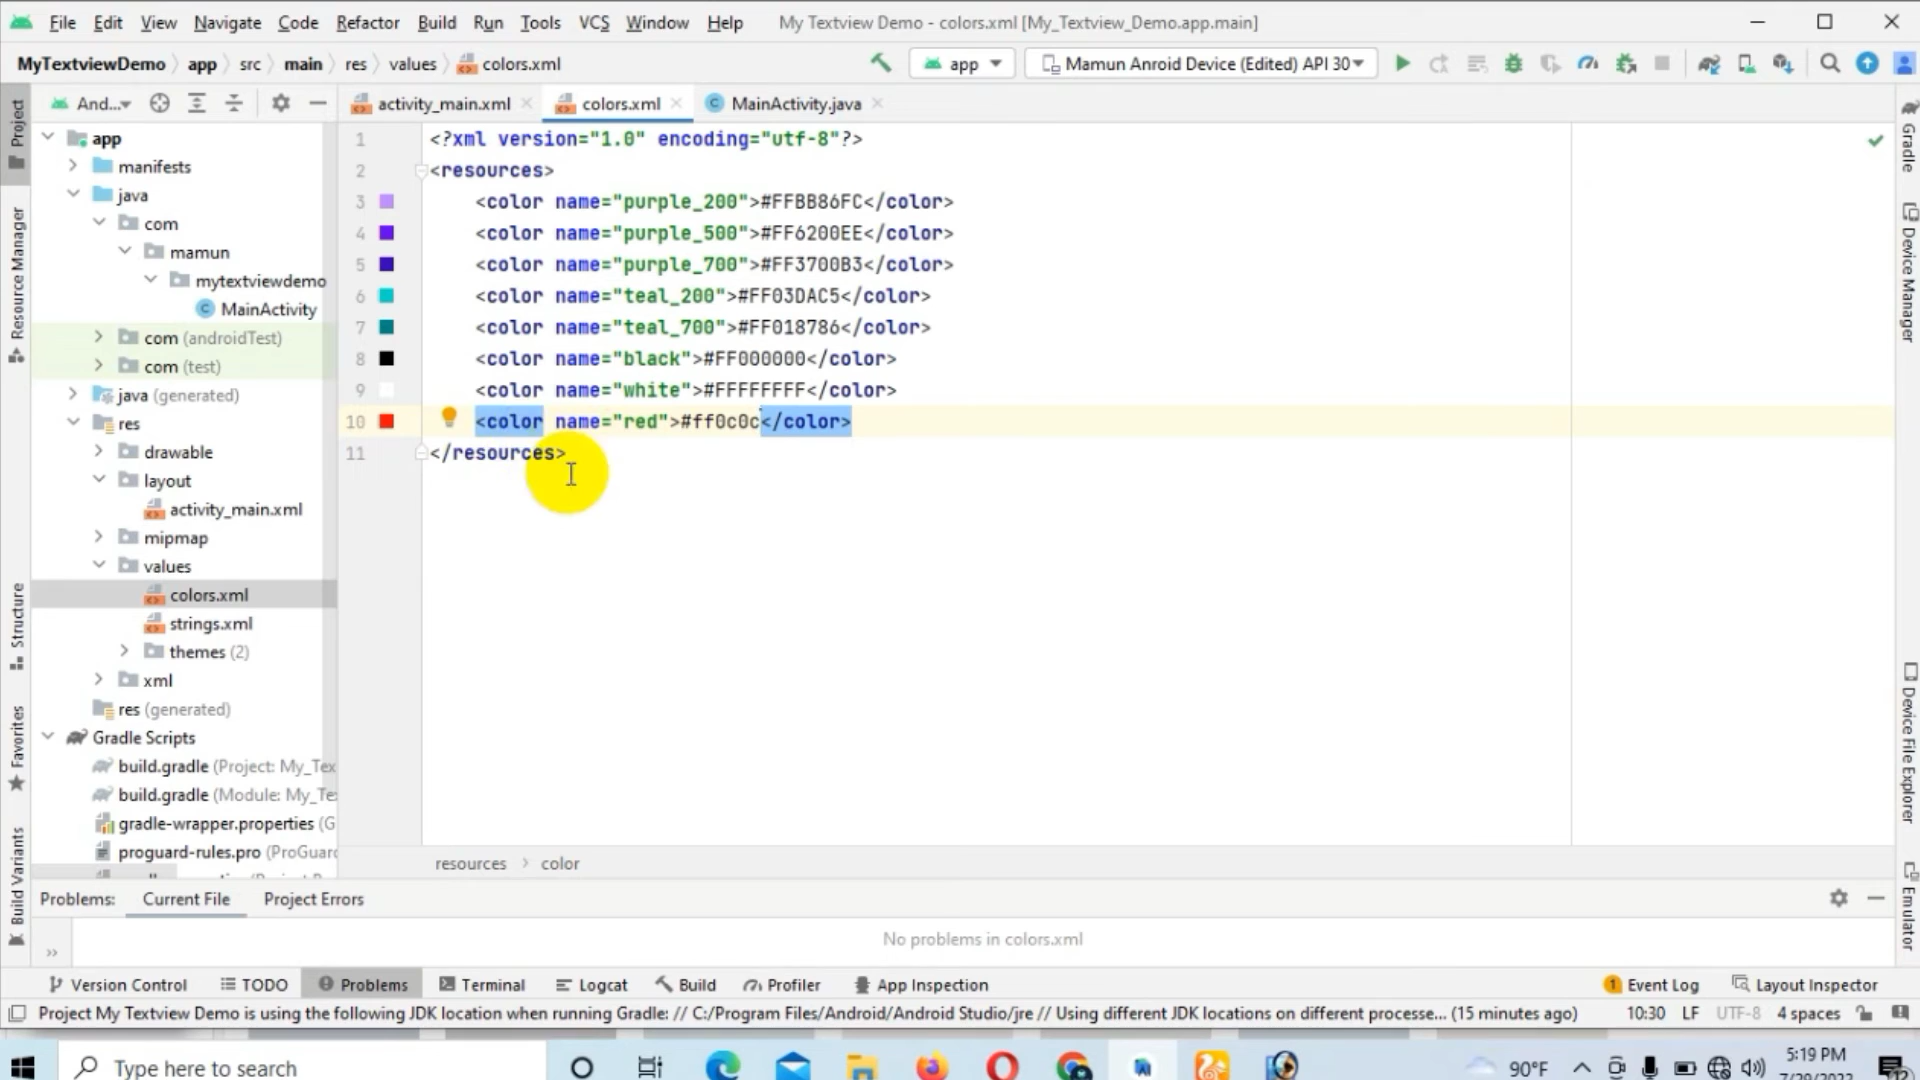 File Edit View Navigate Code Refactor Build Run Tools VCS Window Help My Textview Demo - colors.xml [My_Textview_Demo.app.main]
MyTextviewDemo app src main res values colors.xml app Mamun Anroid Device (Edited) API 30
And... activity_main.xml colors.xml MainActivity.java
Project
Resource Manager
Structure
Favorites
Build Variants
app
manifests
java
com
mamun
mytextviewdemo
MainActivity
com (androidTest)
com (test)
java (generated)
res
drawable
layout
activity_main.xml
mipmap
values
colors.xml
strings.xml
themes (2)
xml
res (generated)
Gradle Scripts
build.gradle (Project: My_Tex
build.gradle (Module: My_Te
gradle-wrapper.properties (G
proguard-rules.pro (ProGuard
1 <?xml version="1.0" encoding="utf-8"?>
2 <resources>
3 <color name="purple_200">#FFBB86FC</color>
4 <color name="purple_500">#FF6200EE</color>
5 <color name="purple_700">#FF3700B3</color>
6 <color name="teal_200">#FF03DAC5</color>
7 <color name="teal_700">#FF018786</color>
8 <color name="black">#FF000000</color>
9 <color name="white">#FFFFFFFF</color>
10 <color name="red">#ff0c0c</color>
11 </resources>
resources color
Gradle
Device Manager
Device File Explorer
Emulator
Problems: Current File Project Errors
No problems in colors.xml
Version Control TODO Problems Terminal Logcat Build Profiler App Inspection 1 Event Log Layout Inspector
Project My Textview Demo is using the following JDK location when running Gradle: // C:/Program Files/Android/Android Studio/jre // Using different JDK locations on different processe... (15 minutes ago) 10:30 LF UTF-8 4 spaces
Type here to search 90°F 5:19 PM